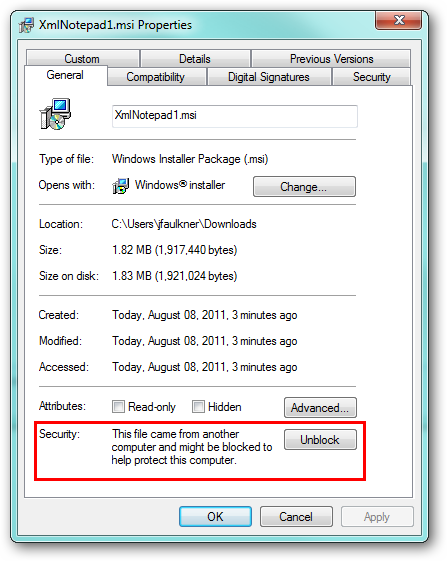 XmlNotepad1.msi Properties
Custom Details Previous Versions
General Compatibility Digital Signatures Security
XmlNotepad1.msi
Type of file: Windows Installer Package (.msi)
Opens with: Windows® installer Change...
Location: C:\Users\jfaulkner\Downloads
Size: 1.82 MB (1,917,440 bytes)
Size on disk: 1.83 MB (1,921,024 bytes)
Created: Today, August 08, 2011, 3 minutes ago
Modified: Today, August 08, 2011, 3 minutes ago
Accessed: Today, August 08, 2011, 3 minutes ago
Attributes: Read-only Hidden Advanced...
Security: This file came from another Unblock
computer and might be blocked to
help protect this computer.
OK Cancel Apply